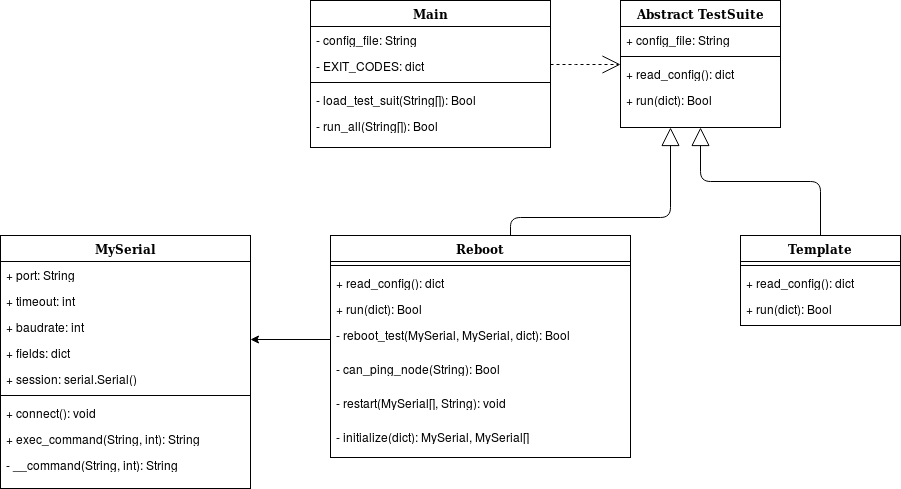 Main
- config_file: String
- EXIT_CODES: dict
- load_test_suit(String[]): Bool
- run_all(String[]): Bool
Abstract TestSuite
+ config_file: String
+ read_config(): dict
+ run(dict): Bool
MySerial
+ port: String
+ timeout: int
+ baudrate: int
+ fields: dict
+ session: serial.Serial()
+ connect(): void
+ exec_command(String, int): String
- __command(String, int): String
Reboot
+ read_config(): dict
+ run(dict): Bool
- reboot_test(MySerial, MySerial, dict): Bool
- can_ping_node(String): Bool
- restart(MySerial[], String): void
- initialize(dict): MySerial, MySerial[]
Template
+ read_config(): dict
+ run(dict): Bool